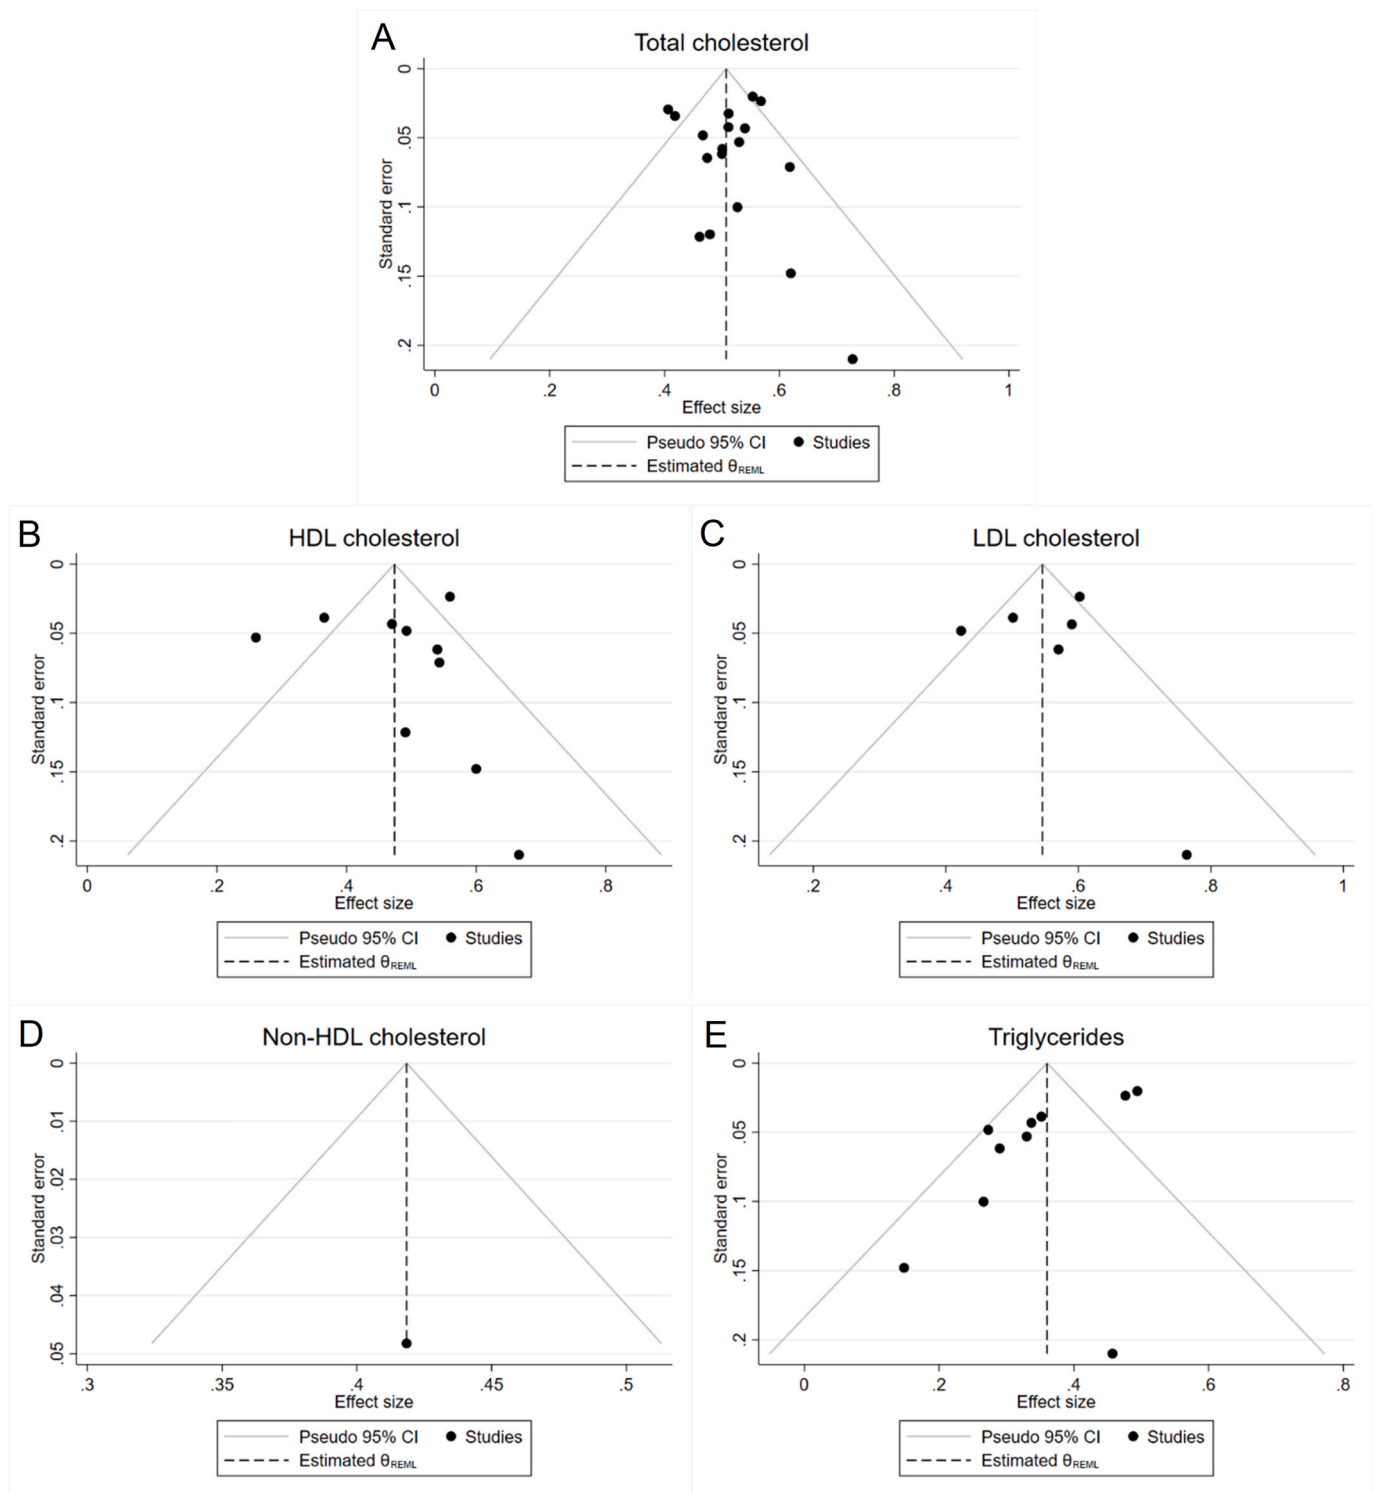 A
Total cholesterol
Standard error
0
.05
.1
.15
.2
0 .2 .4 .6 .8 1
Effect size
Pseudo 95% CI Studies
Estimated θREML
B
HDL cholesterol
Standard error
0
.05
.1
.15
.2
0 .2 .4 .6 .8
Effect size
Pseudo 95% CI Studies
Estimated θREML
C
LDL cholesterol
Standard error
0
.05
.1
.15
.2
.2 .4 .6 .8 1
Effect size
Pseudo 95% CI Studies
Estimated θREML
D
Non-HDL cholesterol
Standard error
0
.01
.02
.03
.04
.05
.3 .35 .4 .45 .5
Effect size
Pseudo 95% CI Studies
Estimated θREML
E
Triglycerides
Standard error
0
.05
.1
.15
.2
0 .2 .4 .6 .8
Effect size
Pseudo 95% CI Studies
Estimated θREML